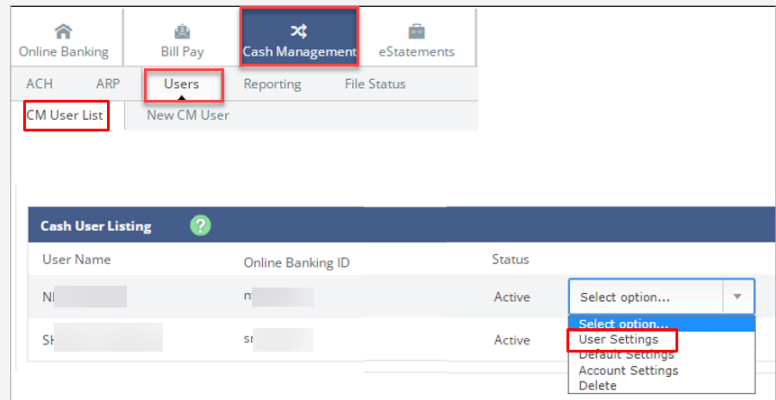 Online Banking Bill Pay Cash Management eStatements
ACH ARP Users Reporting File Status
CM User List New CM User
Cash User Listing ?
User Name Online Banking ID Status
Active Select option...
Select option...
Active User Settings
Default Settings
Account Settings
Delete